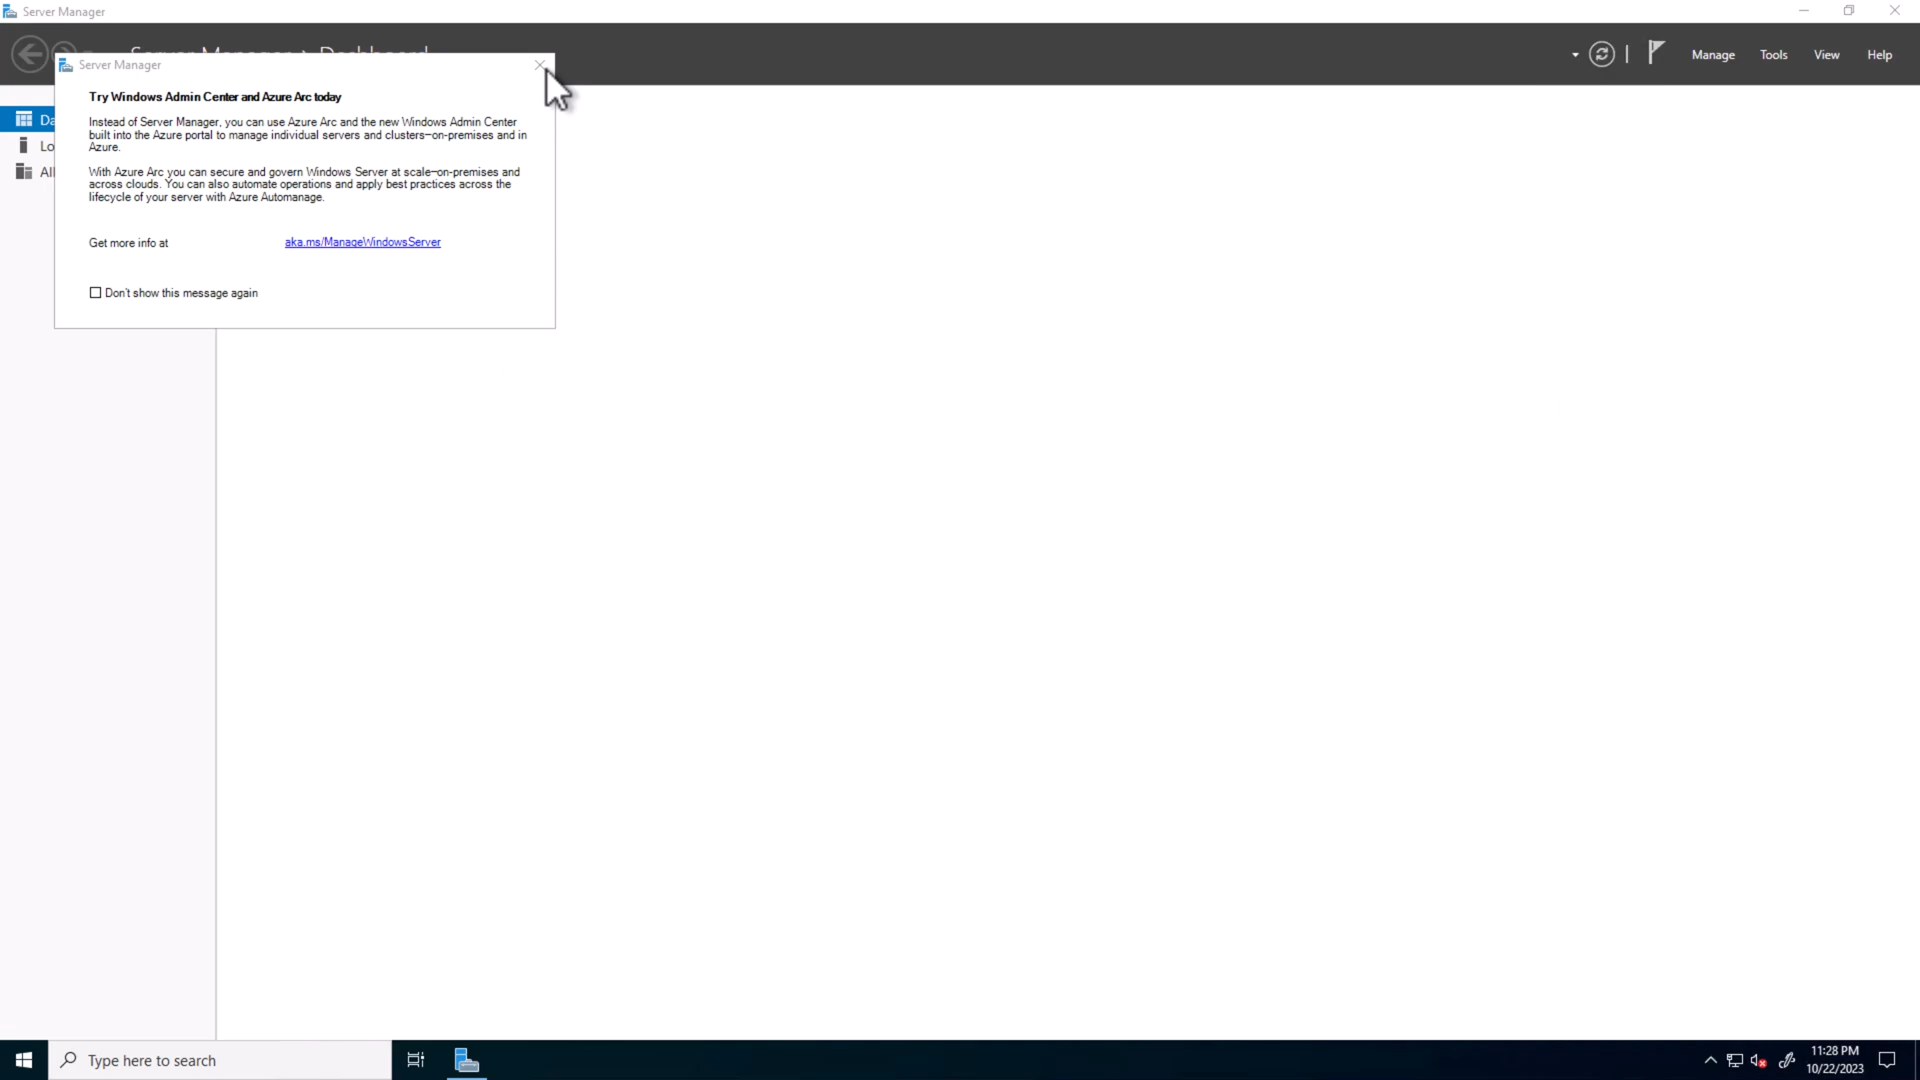 Server Manager
Server Manager
Try Windows Admin Center and Azure Arc today
Instead of Server Manager, you can use Azure Arc and the new Windows Admin Center
built into the Azure portal to manage individual servers and clusters—on-premises and in
Azure.
With Azure Arc you can secure and govern Windows Server at scale—on-premises and
across clouds. You can also automate operations and apply best practices across the
lifecycle of your server with Azure Automanage.
Get more info at aka.ms/ManageWindowsServer
Don't show this message again
Manage Tools View Help
Da
Lo
All
Type here to search
11:28 PM
10/22/2023